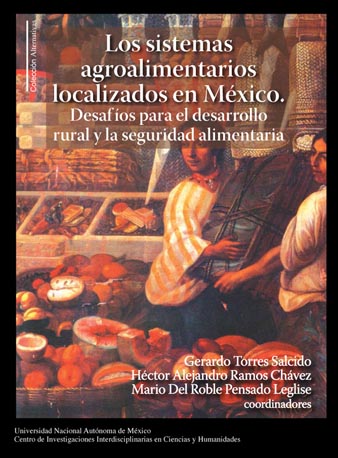 Colección Alternativas
Los sistemas
agroalimentarios
localizados en México.
Desafíos para el desarrollo
rural y la seguridad alimentaria
Gerardo Torres Salcido
Héctor Alejandro Ramos Chávez
Mario Del Roble Pensado Leglise
coordinadores
Universidad Nacional Autónoma de México
Centro de Investigaciones Interdisciplinarias en Ciencias y Humanidades